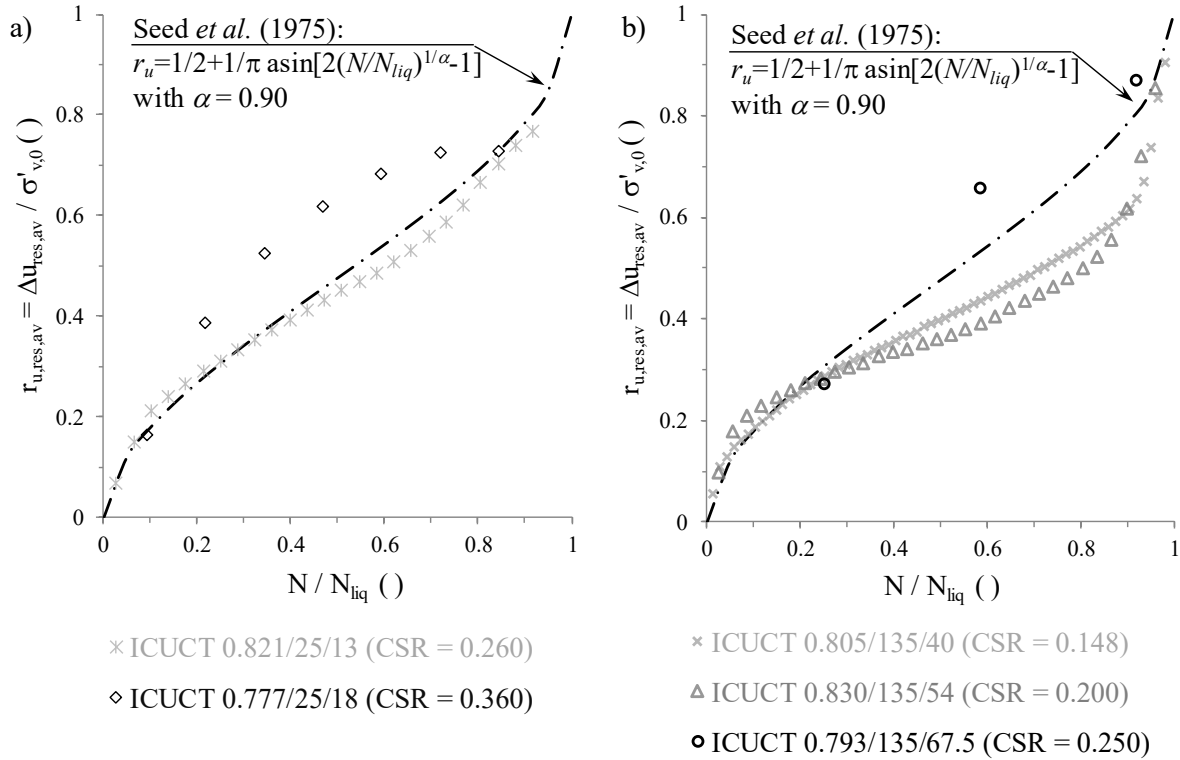 a)
Seed et al. (1975):
r_u=1/2+1/π asin[2(N/N_liq)^{1/α}-1]
with α = 0.90
r_{u,res,av} = Δu_{res,av} / σ'_{v,0} ( )
1
0.8
0.6
0.4
0.2
0
0
0.2
0.4
0.6
0.8
1
N / N_liq ( )
ICUCT 0.821/25/13 (CSR = 0.260)
ICUCT 0.777/25/18 (CSR = 0.360)
b)
Seed et al. (1975):
r_u=1/2+1/π asin[2(N/N_liq)^{1/α}-1]
with α = 0.90
r_{u,res,av} = Δu_{res,av} / σ'_{v,0} ( )
1
0.8
0.6
0.4
0.2
0
0
0.2
0.4
0.6
0.8
1
N / N_liq ( )
ICUCT 0.805/135/40 (CSR = 0.148)
ICUCT 0.830/135/54 (CSR = 0.200)
ICUCT 0.793/135/67.5 (CSR = 0.250)